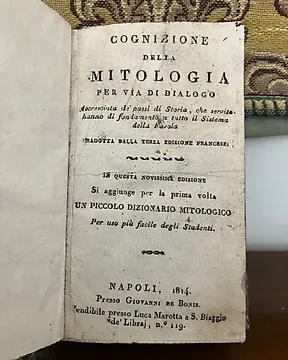 COGNIZIONE
DELLA
MITOLOGIA
PER VIA DI DIALOGO
Accresciuta de' passi di Storia, che servito
hanno di fondamento a tutto il Sistema
della Favola
TRADOTTA DALLA TERZA EDIZIONE FRANCESE;
IN QUESTA NOVISSIMA EDIZIONE
Si aggiunge per la prima volta
UN PICCOLO DIZIONARIO MITOLOGICO
Per uso più facile degli Studenti.
NAPOLI, 1814.
Presso GIOVANNI DE BONIS.
Vendibile presso Luca Marotta a S. Biaggio
de' Libraj, n.° 119.